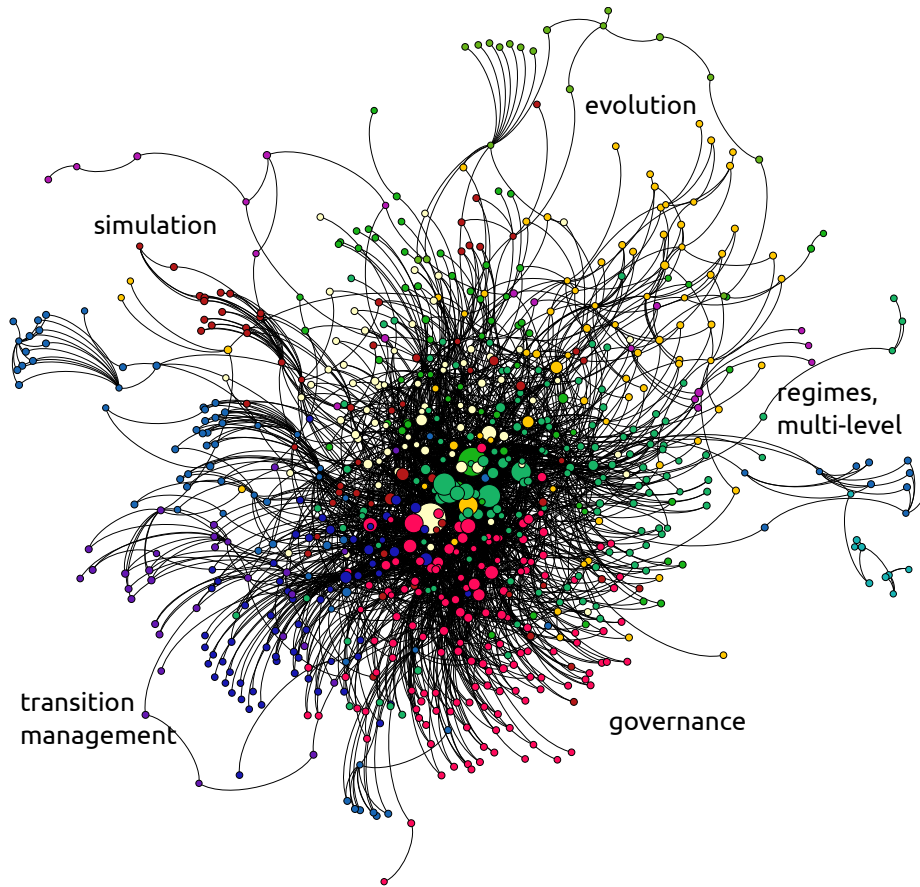 evolution
simulation
regimes,
multi-level
transition
management
governance